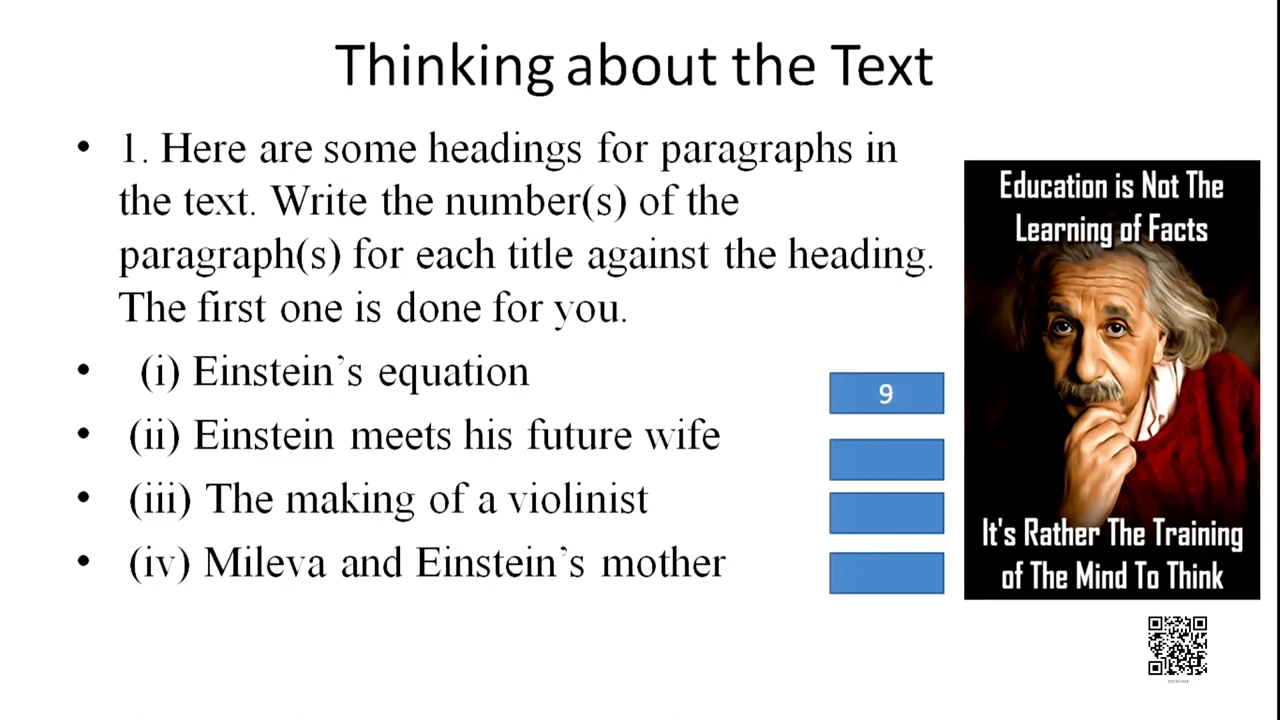 Thinking about the Text
• 1. Here are some headings for paragraphs in
the text. Write the number(s) of the
paragraph(s) for each title against the heading.
The first one is done for you.
• (i) Einstein’s equation
9
• (ii) Einstein meets his future wife
• (iii) The making of a violinist
• (iv) Mileva and Einstein’s mother
Education is Not The
Learning of Facts
It's Rather The Training
of The Mind To Think